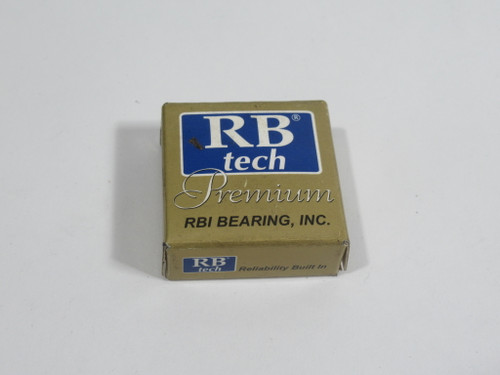 RB®
tech
Premium
RBI BEARING, INC.
RB
tech
Reliability Built In